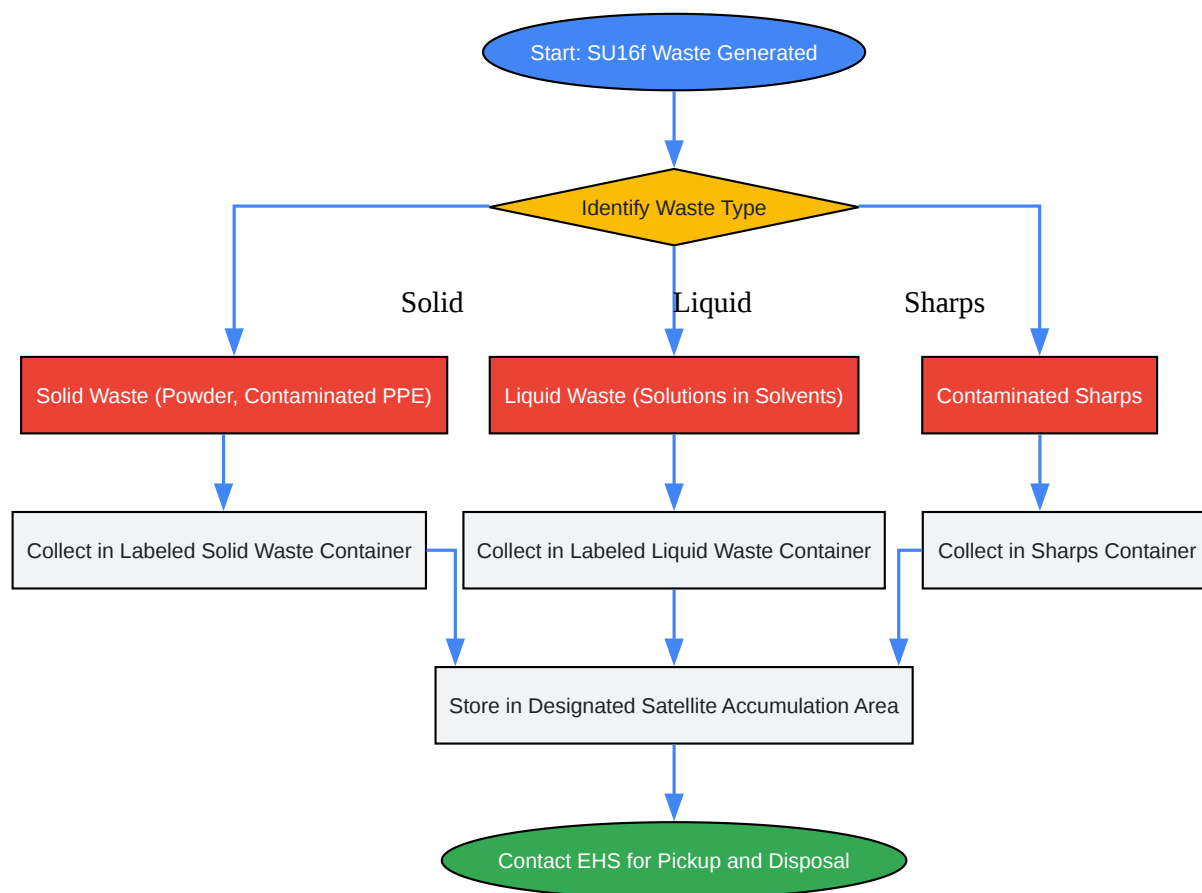 Start: SU16f Waste Generated
Identify Waste Type
Solid
Liquid
Sharps
Solid Waste (Powder, Contaminated PPE)
Liquid Waste (Solutions in Solvents)
Contaminated Sharps
Collect in Labeled Solid Waste Container
Collect in Labeled Liquid Waste Container
Collect in Sharps Container
Store in Designated Satellite Accumulation Area
Contact EHS for Pickup and Disposal